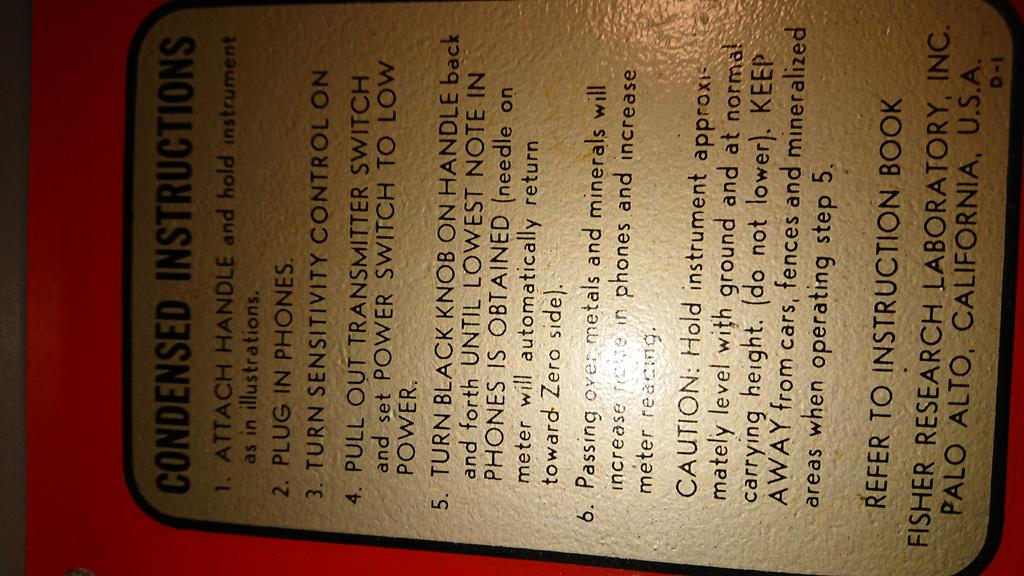 CONDENSED INSTRUCTIONS
1. ATTACH HANDLE and hold instrument
as in illustrations.
2. PLUG IN PHONES.
3. TURN SENSITIVITY CONTROL ON
4. PULL OUT TRANSMITTER SWITCH
and set POWER SWITCH TO LOW
POWER.
5. TURN BLACK KNOB ON HANDLE back
and forth UNTIL LOWEST NOTE IN
PHONES IS OBTAINED (needle on
meter will automatically return
toward Zero side).
6. Passing over metals and minerals will
increase noise in phones and increase
meter reading.
CAUTION: Hold instrument approxi-
mately level with ground and at normal
carrying height. (do not lower). KEEP
AWAY from cars, fences and mineralized
areas when operating step 5.
REFER TO INSTRUCTION BOOK
FISHER RESEARCH LABORATORY, INC.
PALO ALTO, CALIFORNIA, U.S.A.
D-1